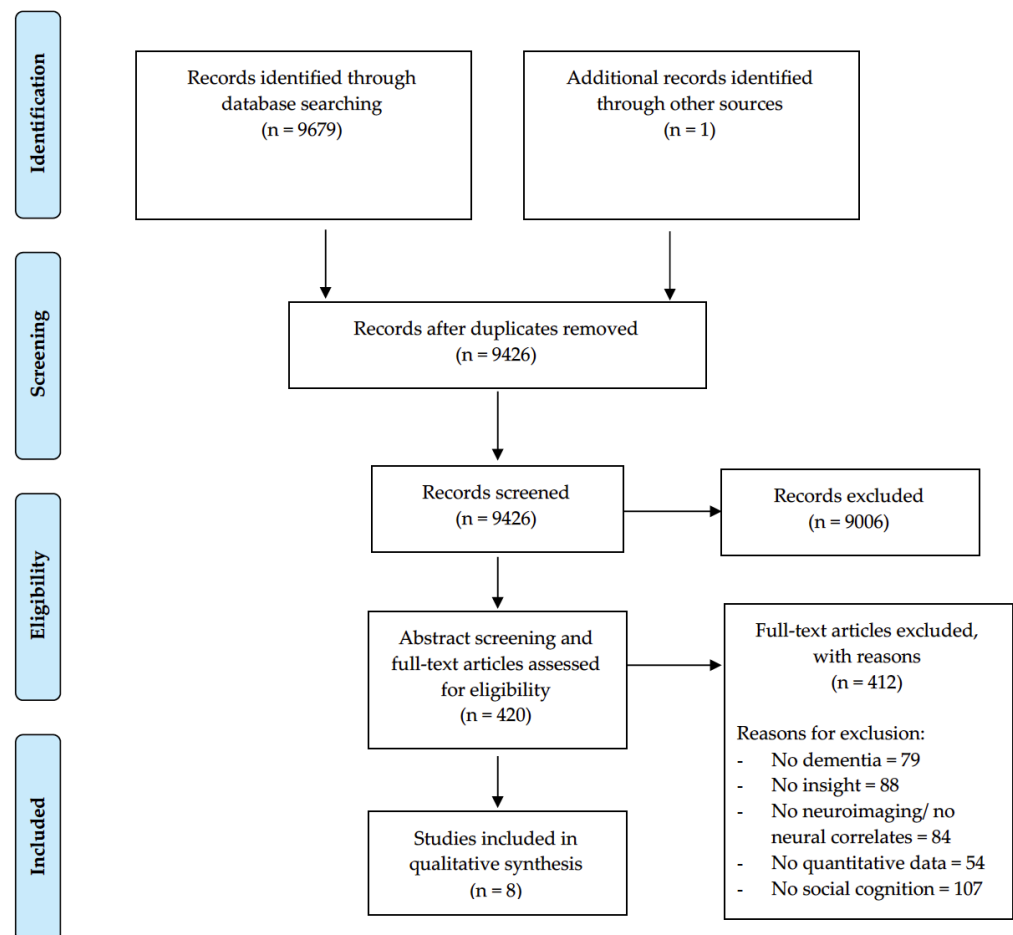 Identification
Records identified through
database searching
(n = 9679)
Additional records identified
through other sources
(n = 1)
Screening
Records after duplicates removed
(n = 9426)
Records screened
(n = 9426)
Records excluded
(n = 9006)
Eligibility
Abstract screening and
full-text articles assessed
for eligibility
(n = 420)
Full-text articles excluded,
with reasons
(n = 412)
Reasons for exclusion:
- No dementia = 79
- No insight = 88
- No neuroimaging/ no
neural correlates = 84
- No quantitative data = 54
- No social cognition = 107
Included
Studies included in
qualitative synthesis
(n = 8)